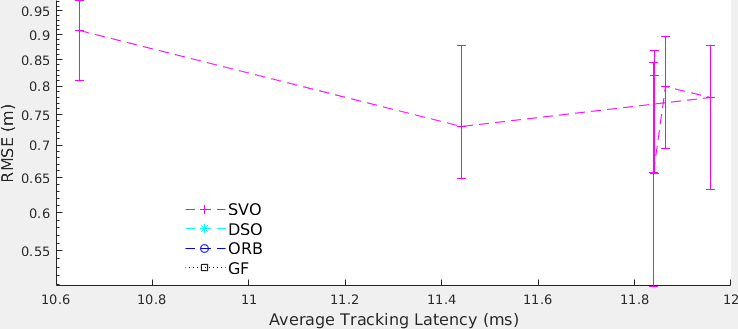 0.95
0.9
0.85
0.8
0.75
0.7
0.65
0.6
0.55
RMSE (m)
SVO
DSO
ORB
GF
10.6 10.8 11 11.2 11.4 11.6 11.8 12
Average Tracking Latency (ms)